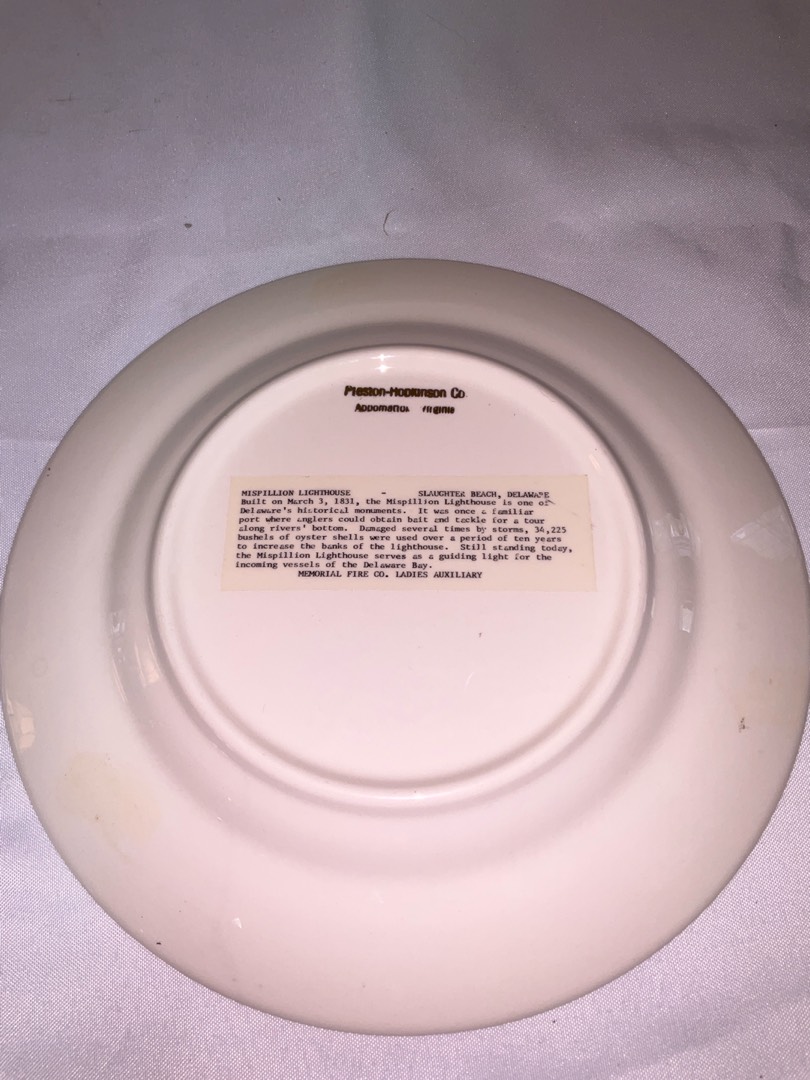 Preston-Hopkinson Co
Appomattox Virginia
MISPILLION LIGHTHOUSE - SLAUGHTER BEACH, DELAWARE
Built on March 3, 1831, the Mispillion Lighthouse is one of
Delaware's historical monuments. It was once a familiar
port where anglers could obtain bait and tackle for a tour
along rivers' bottom. Damaged several times by storms, 34,225
bushels of oyster shells were used over a period of ten years
to increase the banks of the lighthouse. Still standing today,
the Mispillion Lighthouse serves as a guiding light for the
incoming vessels of the Delaware Bay.
MEMORIAL FIRE CO. LADIES AUXILIARY